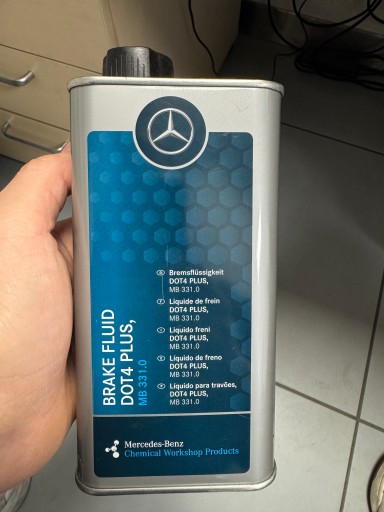 BRAKE FLUID
DOT4 PLUS,
MB 331.0
Bremsflüssigkeit
DOT4 PLUS,
MB 331.0
Liquide de frein
DOT4 PLUS,
MB 331.0
Liquido freni
DOT4 PLUS,
MB 331.0
Líquido de freno
DOT4 PLUS,
MB 331.0
Líquido para travões,
DOT4 PLUS,
MB 331.0
Mercedes-Benz
Chemical Workshop Products